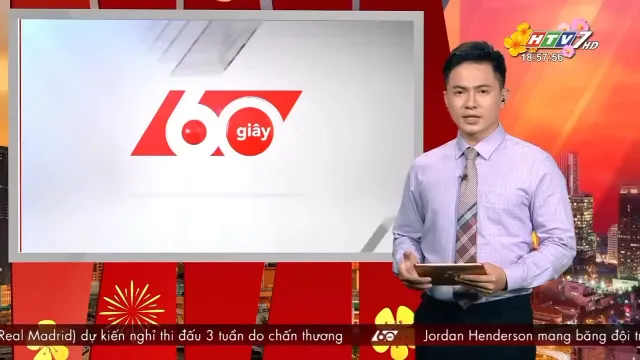 HTV7 HD
18:57:56
60 giây
Real Madrid) dự kiến nghỉ thi đấu 3 tuần do chấn thương
60
Jordan Henderson mang băng đội t